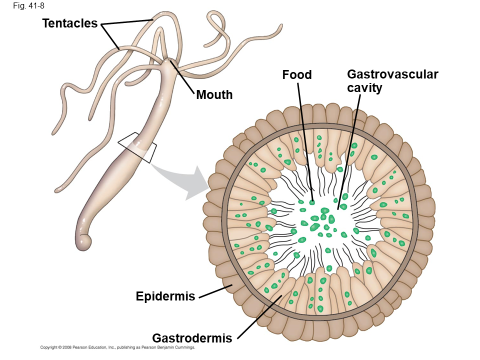 Fig. 41-8
Tentacles
Food
Gastrovascular
cavity
Mouth
Epidermis
Gastrodermis
Copyright © 2008 Pearson Education, Inc., publishing as Pearson Benjamin Cummings.